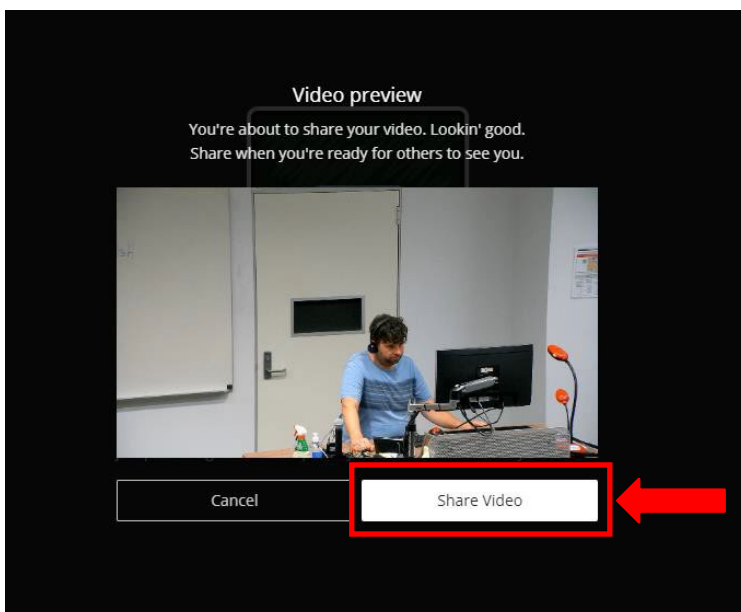 Video preview
You're about to share your video. Lookin' good.
Share when you're ready for others to see you.
Cancel
Share Video